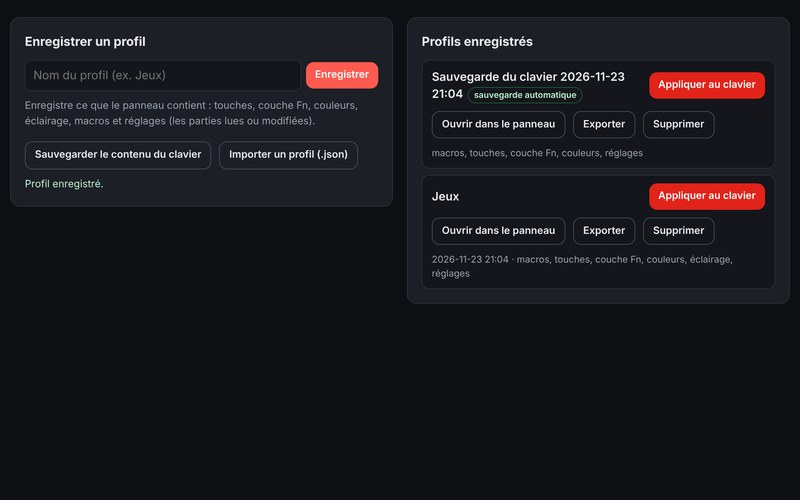 Enregistrer un profil
Nom du profil (ex. Jeux)
Enregistrer
Enregistre ce que le panneau contient : touches, couche Fn, couleurs,
éclairage, macros et réglages (les parties lues ou modifiées).
Sauvegarder le contenu du clavier
Importer un profil (.json)
Profil enregistré.
Profils enregistrés
Sauvegarde du clavier 2026-11-23
21:04 sauvegarde automatique
Appliquer au clavier
Ouvrir dans le panneau
Exporter
Supprimer
macros, touches, couche Fn, couleurs, réglages
Jeux
Appliquer au clavier
Ouvrir dans le panneau
Exporter
Supprimer
2026-11-23 21:04 · macros, touches, couche Fn, couleurs, éclairage,
réglages